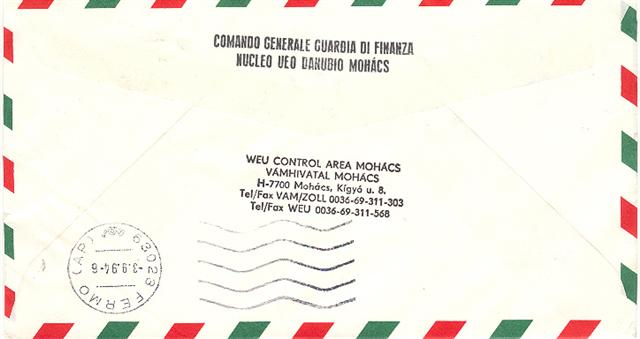 COMANDO GENERALE GUARDIA DI FINANZA
NUCLEO UEO DANUBIO MOHÁCS
WEU CONTROL AREA MOHÁCS
VÁMHIVATAL MOHÁCS
H-7700 Mohács, Kígyó u. 8.
Tel/Fax VAM/ZOLL 0036-69-311-303
Tel/Fax WEU 0036-69-311-568
63023 FERMO (AP)
-3.9.94-6